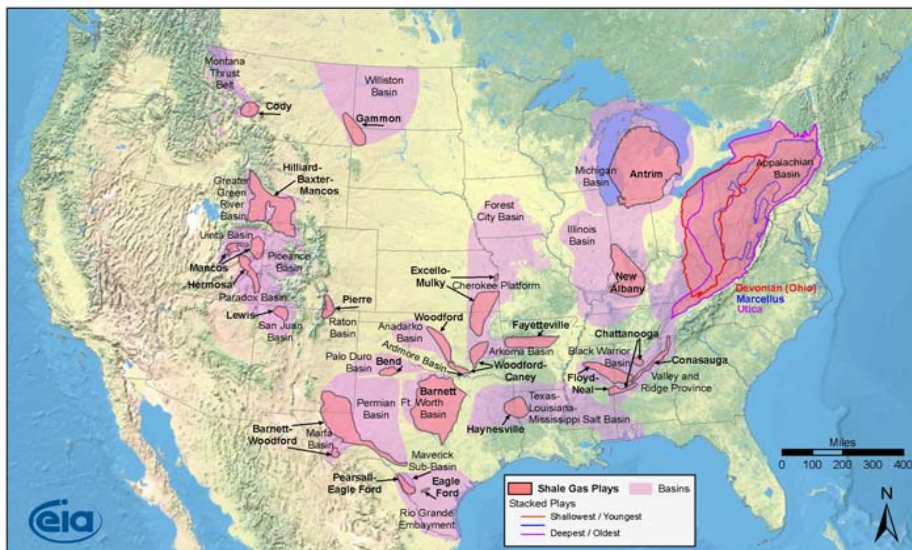 Montana
Thrust
Belt
Cody
Williston
Basin
Gammon
Hilliard-
Baxter-
Mancos
Greater
Green
River
Basin
Uinta Basin
Mancos
Piceance
Basin
Hermosa
Paradox Basin
Lewis
San Juan
Basin
Pierre
Raton
Basin
Forest
City Basin
Excello-
Mulky
Cherokee Platform
Woodford
Anadarko
Basin
Ardmore Basin
Palo Duro
Basin
Bend
Fayetteville
Arkoma Basin
Woodford-
Caney
Michigan
Basin
Antrim
Illinois
Basin
New
Albany
Appalachian
Basin
Devonian (Ohio)
Marcellus
Utica
Chattanooga
Black Warrior
Basin
Conasauga
Floyd-
Neal
Valley and
Ridge Province
Permian
Basin
Barnett
Ft. Worth
Basin
Texas-
Louisiana-
Mississippi Salt Basin
Haynesville
Barnett-
Woodford
Marfa
Basin
Maverick
Sub-Basin
Pearsall-
Eagle Ford
Eagle
Ford
Rio Grande
Embayment
Miles
0 100 200 300 400
N
Shale Gas Plays
Basins
Stacked Plays
Shallowest / Youngest
Deepest / Oldest
eia